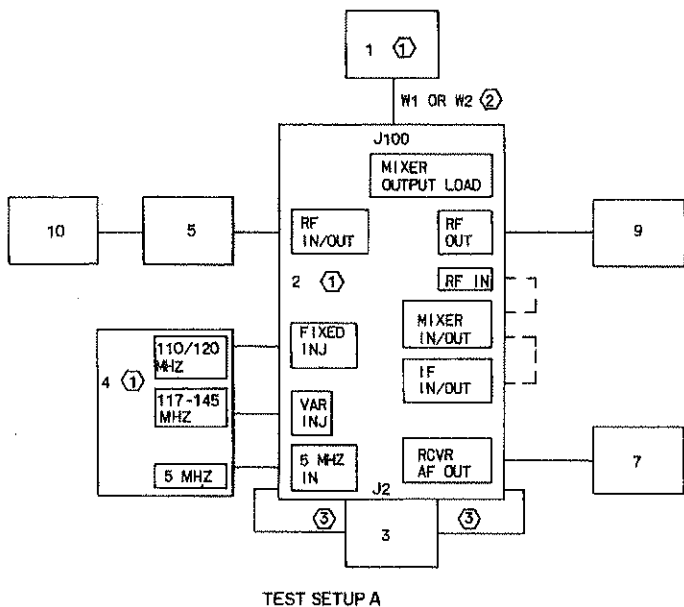 1 1
W1 OR W2 2
J100
MIXER
OUTPUT LOAD
10
5
RF
IN/OUT
RF
OUT
9
2 1
RF IN
4 1
110/120
MHZ
FIXED
INJ
MIXER
IN/OUT
117-145
MHZ
VAR
INJ
IF
IN/OUT
5 MHZ
5 MHZ
IN
RCVR
AF OUT
7
J2
3
3
3
TEST SETUP A